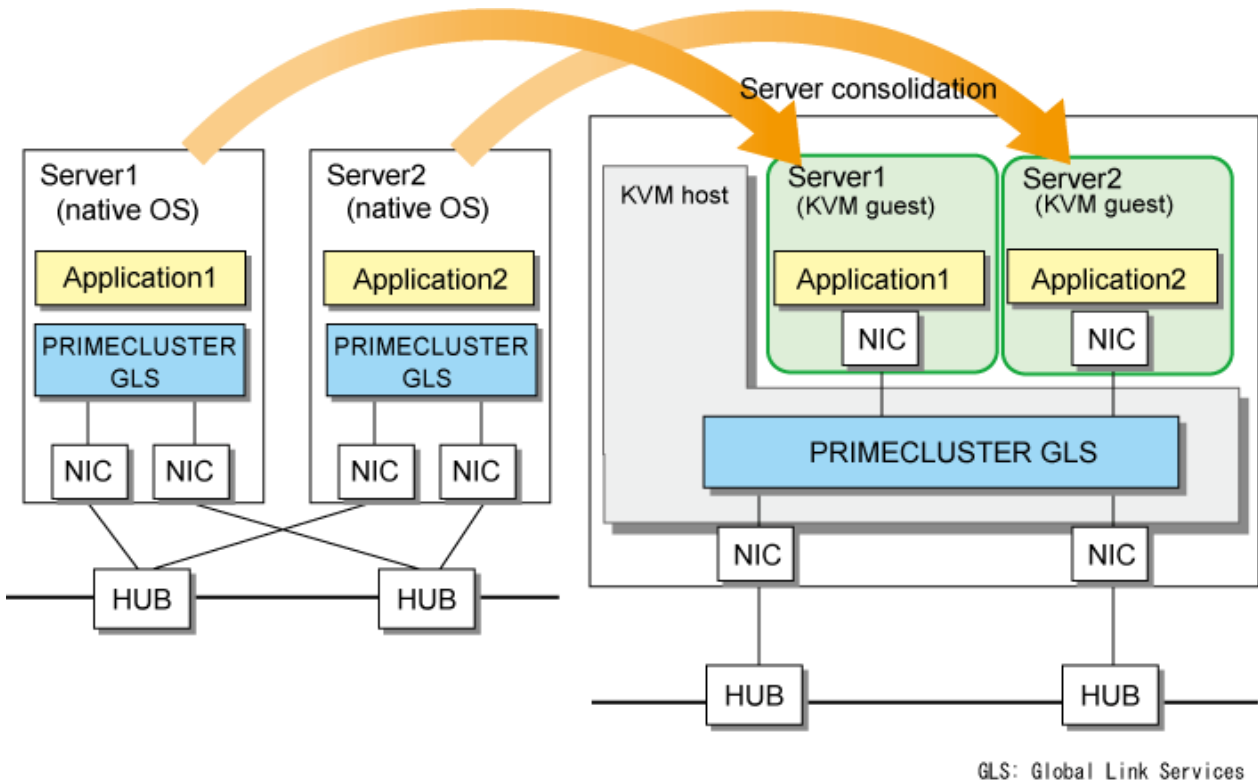 Server consolidation
Server1
(native OS)
Application1
PRIMECLUSTER
GLS
NIC
NIC
Server2
(native OS)
Application2
PRIMECLUSTER
GLS
NIC
NIC
HUB
HUB
KVM host
Server1
(KVM guest)
Application1
NIC
Server2
(KVM guest)
Application2
NIC
PRIMECLUSTER GLS
NIC
NIC
HUB
HUB
GLS: Global Link Services